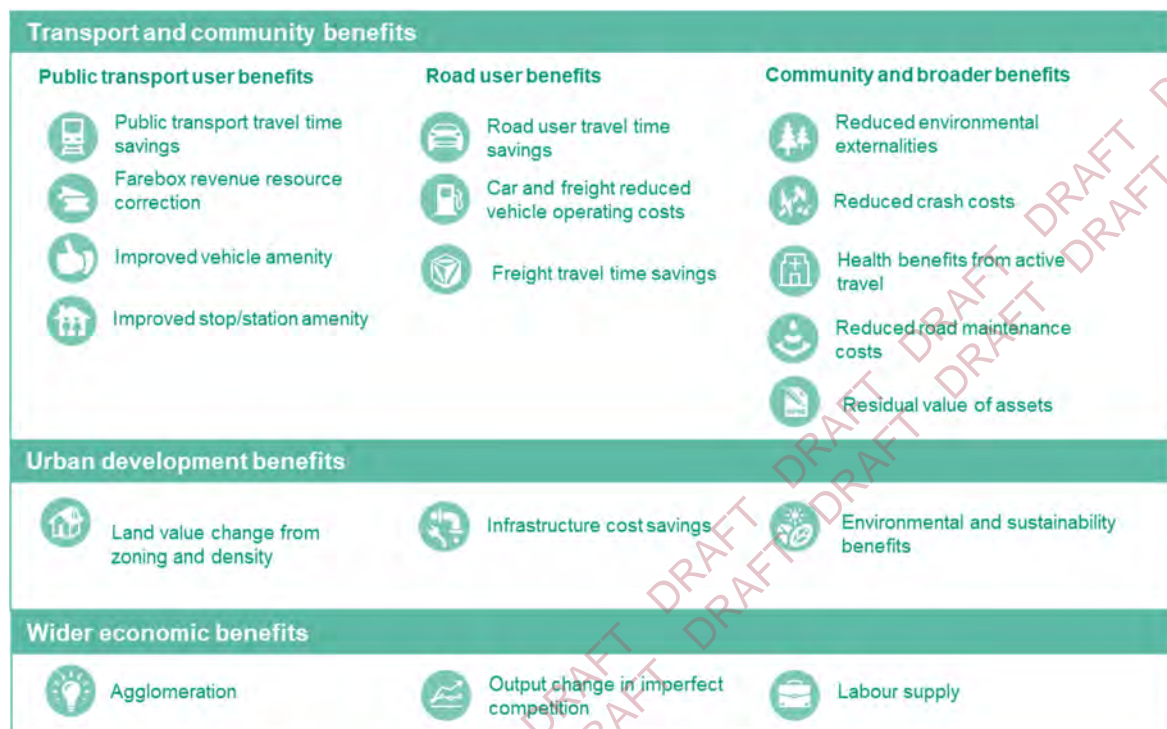 Transport and community benefits
Public transport user benefits
Public transport travel time
savings
Farebox revenue resource
correction
Improved vehicle amenity
Improved stop/station amenity
Road user benefits
Road user travel time
savings
Car and freight reduced
vehicle operating costs
Freight travel time savings
Community and broader benefits
Reduced environmental
externalities
Reduced crash costs
Health benefits from active
travel
Reduced road maintenance
costs
Residual value of assets
Urban development benefits
Land value change from
zoning and density
Infrastructure cost savings
Environmental and sustainability
benefits
Wider economic benefits
Agglomeration
Output change in imperfect
competition
Labour supply
DRAFT DRAFT DRAFT DRAFT DRAFT D
DRAFT DRAFT DRAFT DRAFT DRAFT DRAFT